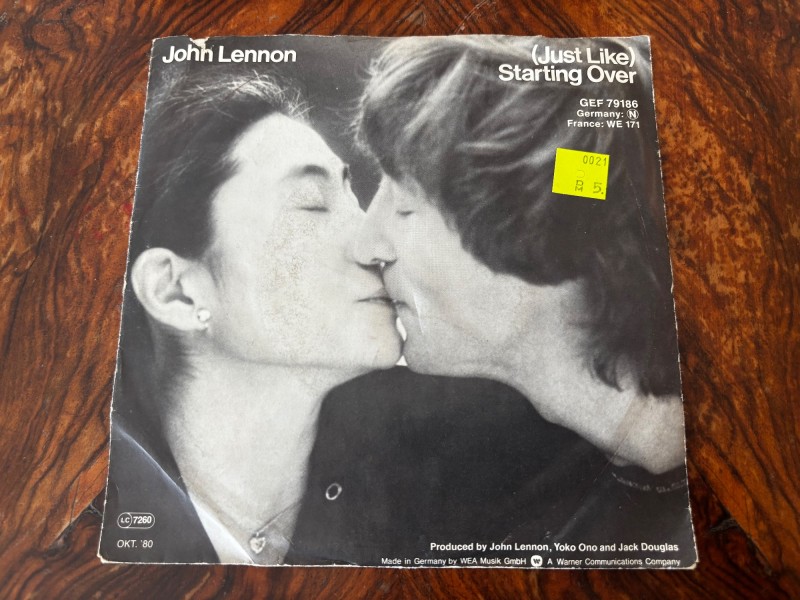 John Lennon
(Just Like)
Starting Over
GEF 79186
Germany: Ⓝ
France: WE 171
0021
B 5.
M
LC 7260
OKT. '80
Produced by John Lennon, Yoko Ono and Jack Douglas
Made in Germany by WEA Musik GmbH W A Warner Communications Company